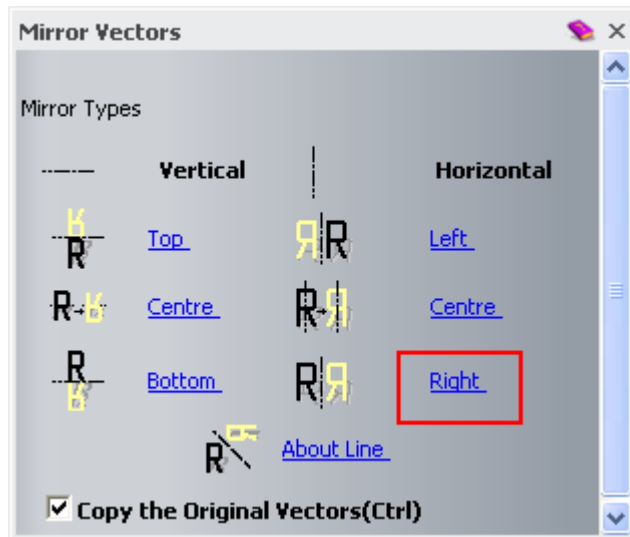 Mirror Vectors
Mirror Types
Vertical Horizontal
Top Left
Centre Centre
Bottom Right
About Line
Copy the Original Vectors(Ctrl)